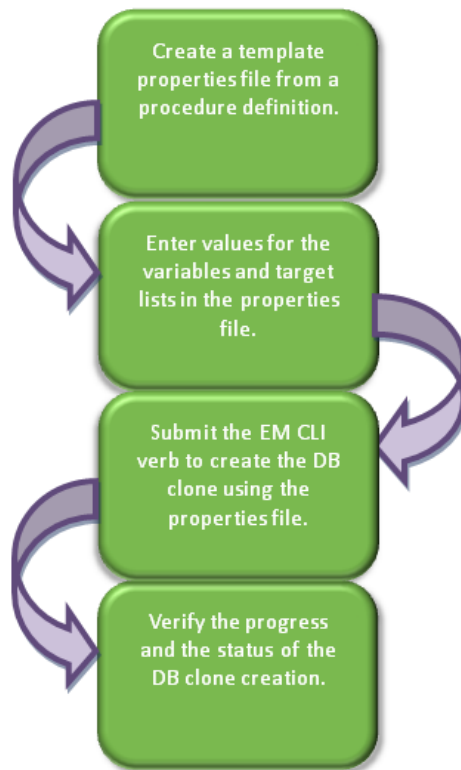 Create a template
properties file from a
procedure definition.
Enter values for the
variables and target
lists in the properties
file.
Submit the EM CLI
verb to create the DB
clone using the
properties file.
Verify the progress
and the status of the
DB clone creation.